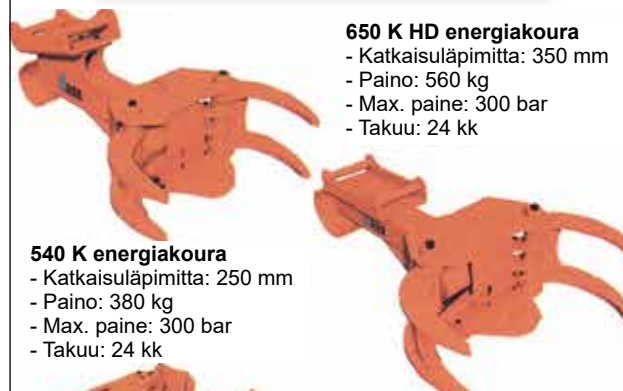 650 K HD energiakoura
- Katkaisuläpimitta: 350 mm
- Paino: 560 kg
- Max. paine: 300 bar
- Takuu: 24 kk
540 K energiakoura
- Katkaisuläpimitta: 250 mm
- Paino: 380 kg
- Max. paine: 300 bar
- Takuu: 24 kk